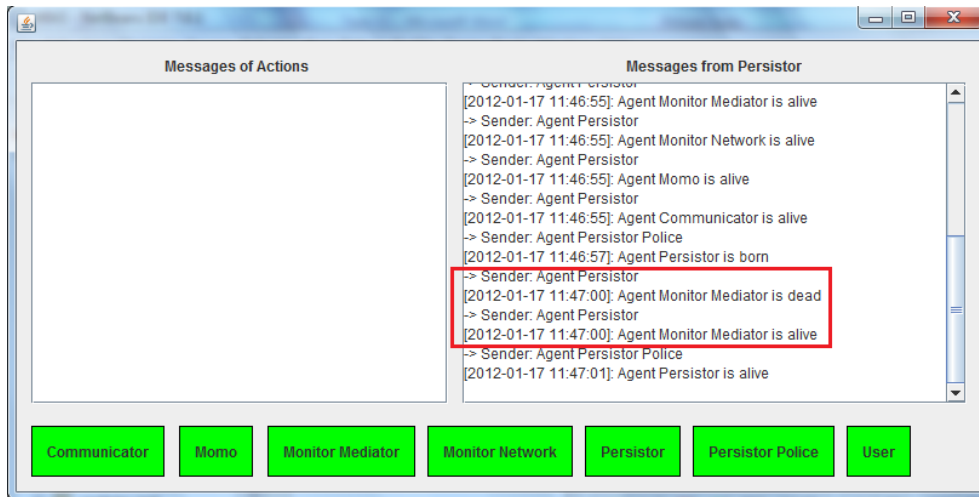 Messages of Actions
Messages from Persistor
-> Sender: Agent Persistor
[2012-01-17 11:46:55]: Agent Monitor Mediator is alive
-> Sender: Agent Persistor
[2012-01-17 11:46:55]: Agent Monitor Network is alive
-> Sender: Agent Persistor
[2012-01-17 11:46:55]: Agent Momo is alive
-> Sender: Agent Persistor
[2012-01-17 11:46:55]: Agent Communicator is alive
-> Sender: Agent Persistor Police
[2012-01-17 11:46:57]: Agent Persistor is born
-> Sender: Agent Persistor
[2012-01-17 11:47:00]: Agent Monitor Mediator is dead
-> Sender: Agent Persistor
[2012-01-17 11:47:00]: Agent Monitor Mediator is alive
-> Sender: Agent Persistor Police
[2012-01-17 11:47:01]: Agent Persistor is alive
Communicator
Momo
Monitor Mediator
Monitor Network
Persistor
Persistor Police
User